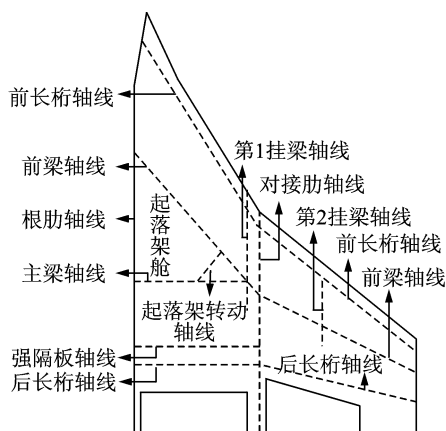 前长桁轴线
第1挂梁轴线
前梁轴线
对接肋轴线
起
落
架
舱
根肋轴线
第2挂梁轴线
前长桁轴线
主梁轴线
前梁轴线
起落架转动
轴线
强隔板轴线
后长桁轴线
后长桁轴线